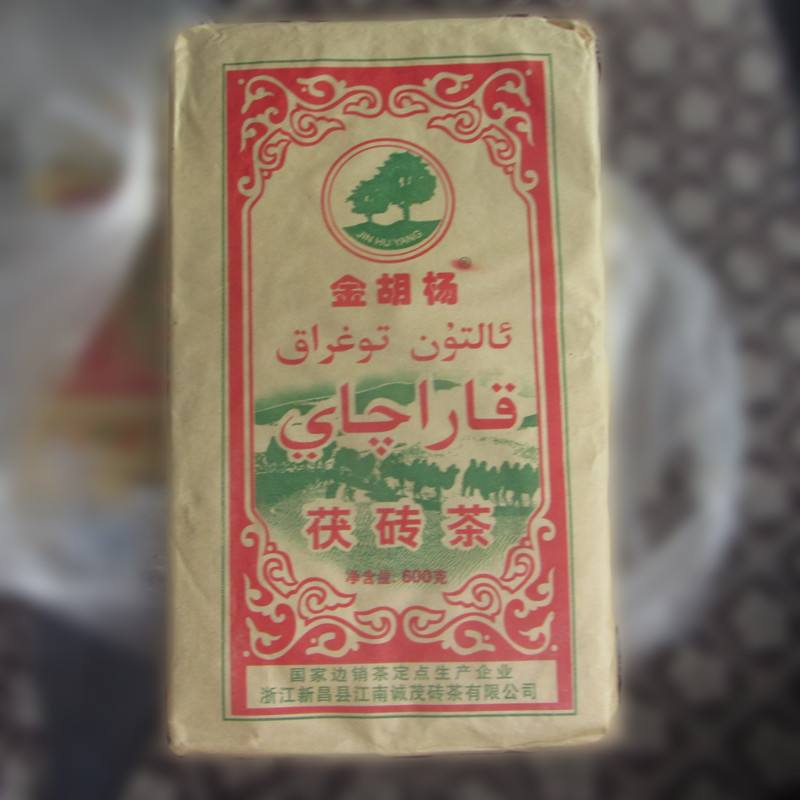 JIN HU YANG
金胡杨®
ئالتۇن توغراق
قاراچاي
茯砖茶
净含量: 600克
国家边销茶定点生产企业
浙江新昌县江南诚茂砖茶有限公司